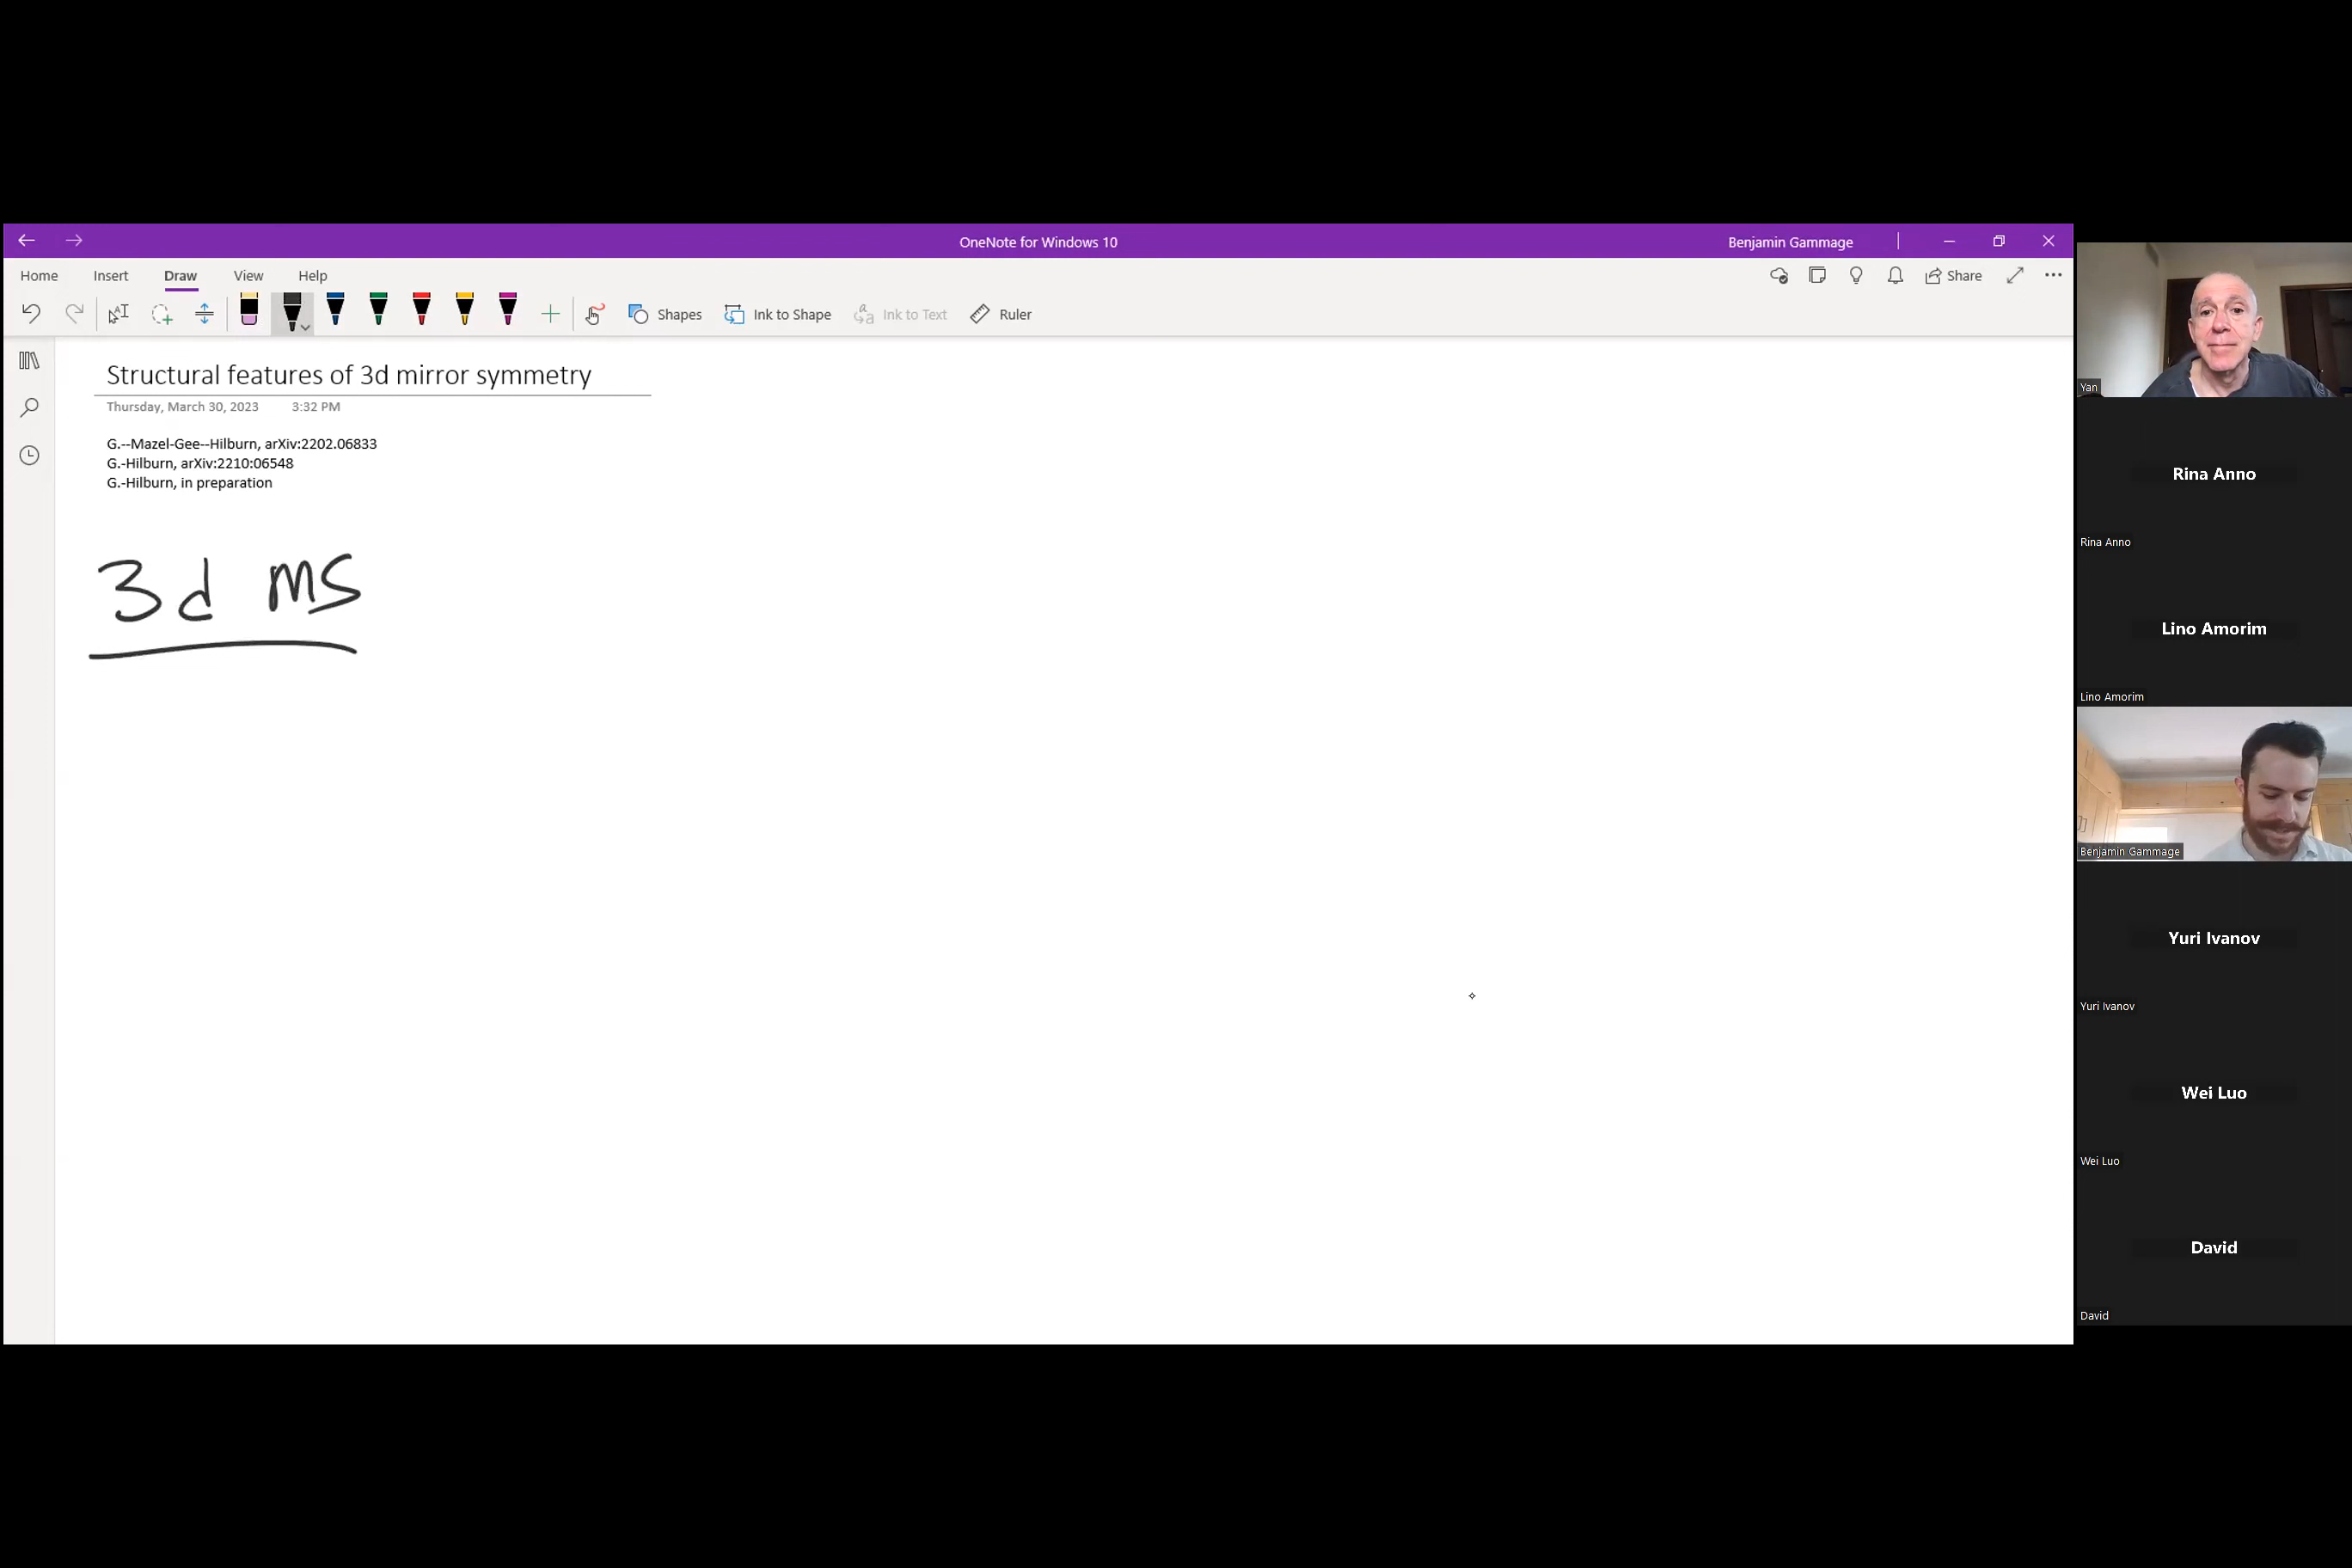 OneNote for Windows 10
Benjamin Gammage
Home Insert Draw View Help
Share
Shapes Ink to Shape Ink to Text Ruler
Structural features of 3d mirror symmetry
Thursday, March 30, 2023 3:32 PM
G.--Mazel-Gee--Hilburn, arXiv:2202.06833
G.-Hilburn, arXiv:2210:06548
G.-Hilburn, in preparation
3d MS
Yan
Rina Anno
Rina Anno
Lino Amorim
Lino Amorim
Benjamin Gammage
Yuri Ivanov
Yuri Ivanov
Wei Luo
Wei Luo
David
David